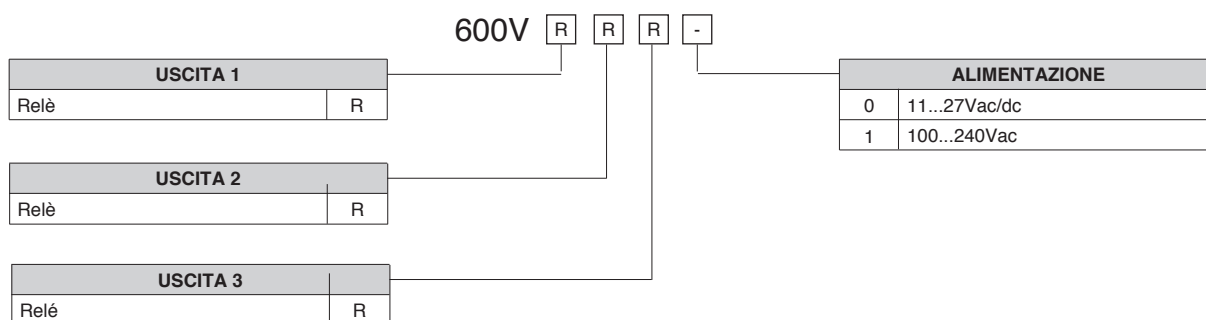 600V R R R -
USCITA 1
Relè R
ALIMENTAZIONE
0 11...27Vac/dc
1 100...240Vac
USCITA 2
Relè R
USCITA 3
Relé R